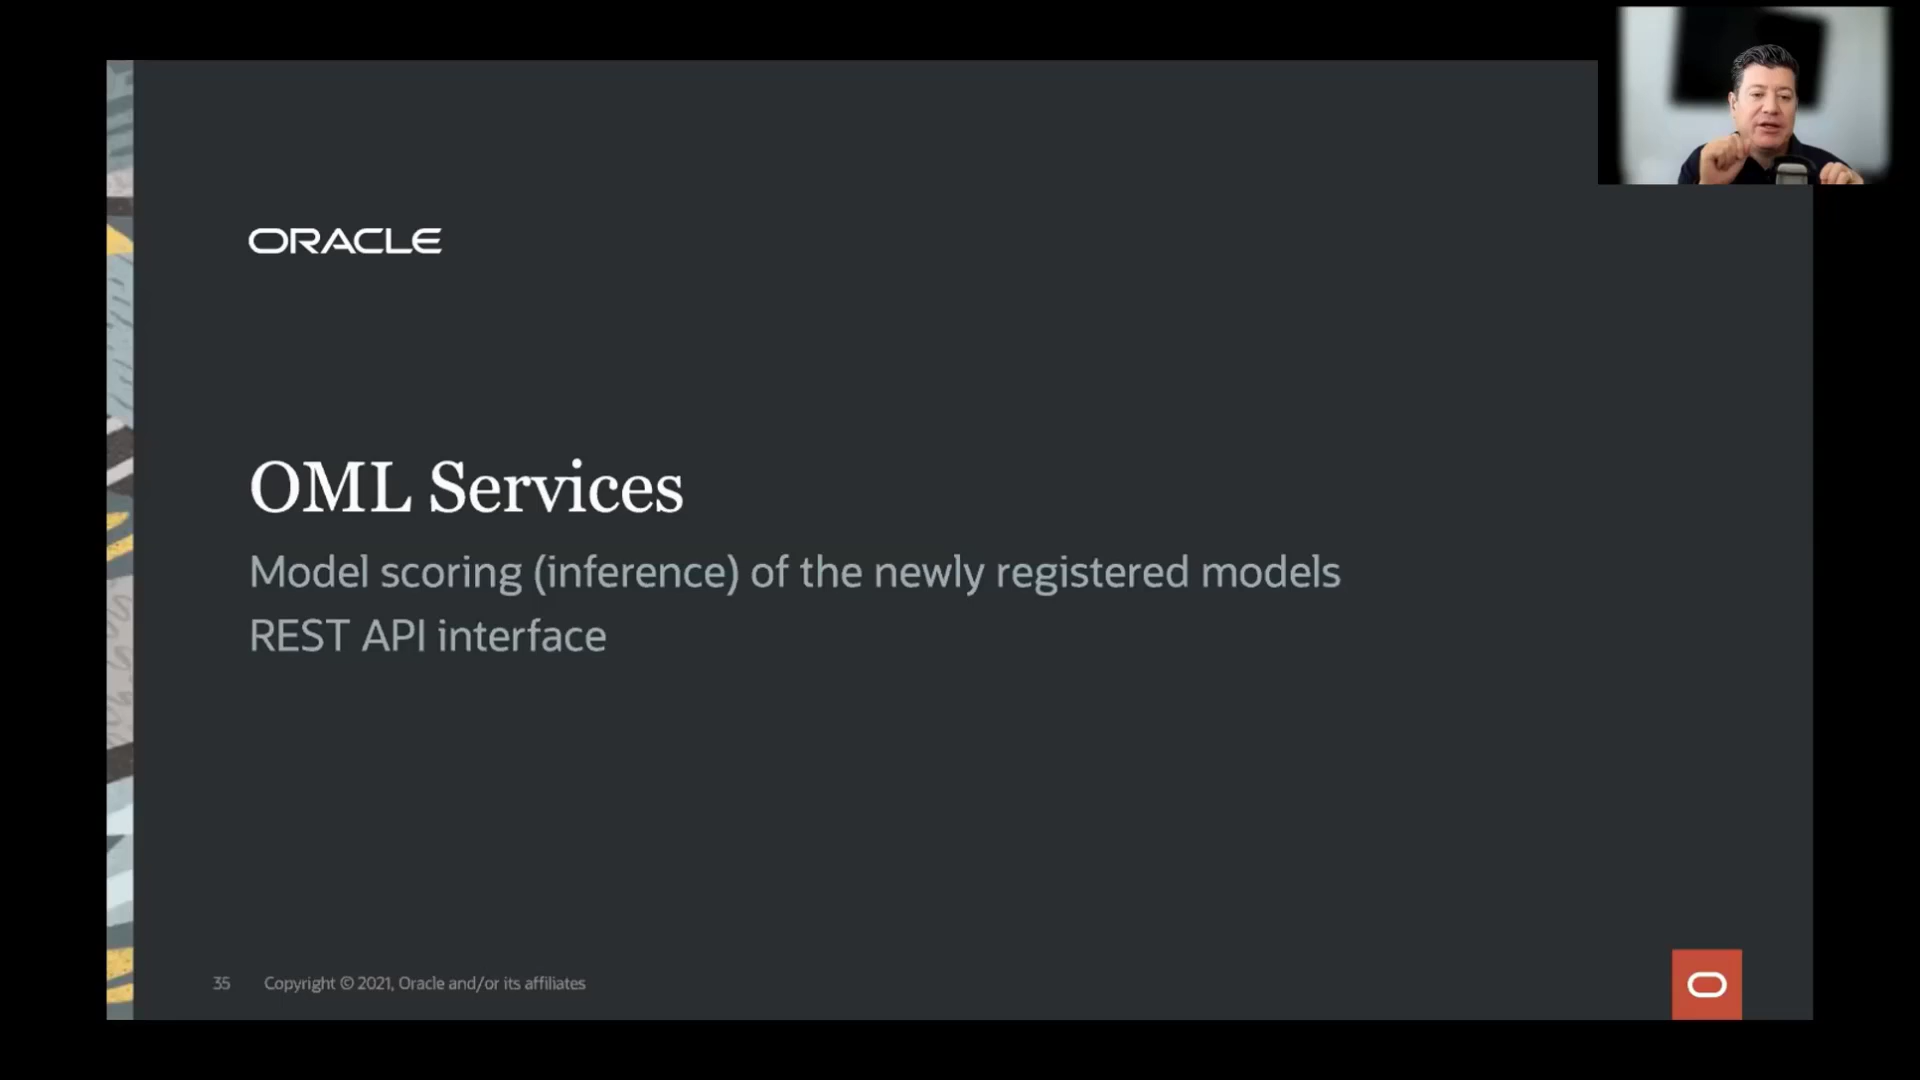 ORACLE
OML Services
Model scoring (inference) of the newly registered models
REST API interface
35 Copyright © 2021, Oracle and/or its affiliates